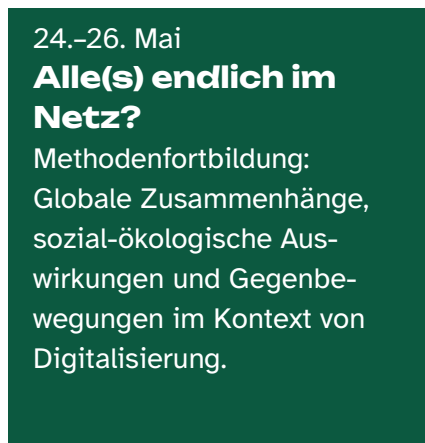 24.–26. Mai
Alle(s) endlich im
Netz?
Methodenfortbildung:
Globale Zusammenhänge,
sozial-ökologische Aus-
wirkungen und Gegenbe-
wegungen im Kontext von
Digitalisierung.